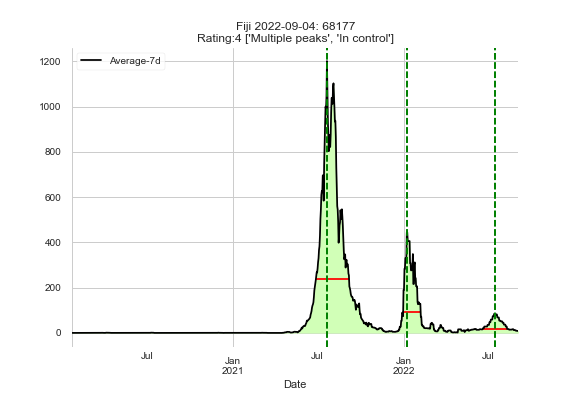 Fiji 2022-09-04: 68177
Rating:4 ['Multiple peaks', 'In control']
Average-7d
1200
1000
800
600
400
200
0
Jul
Jan
2021
Jul
Jan
2022
Jul
Date